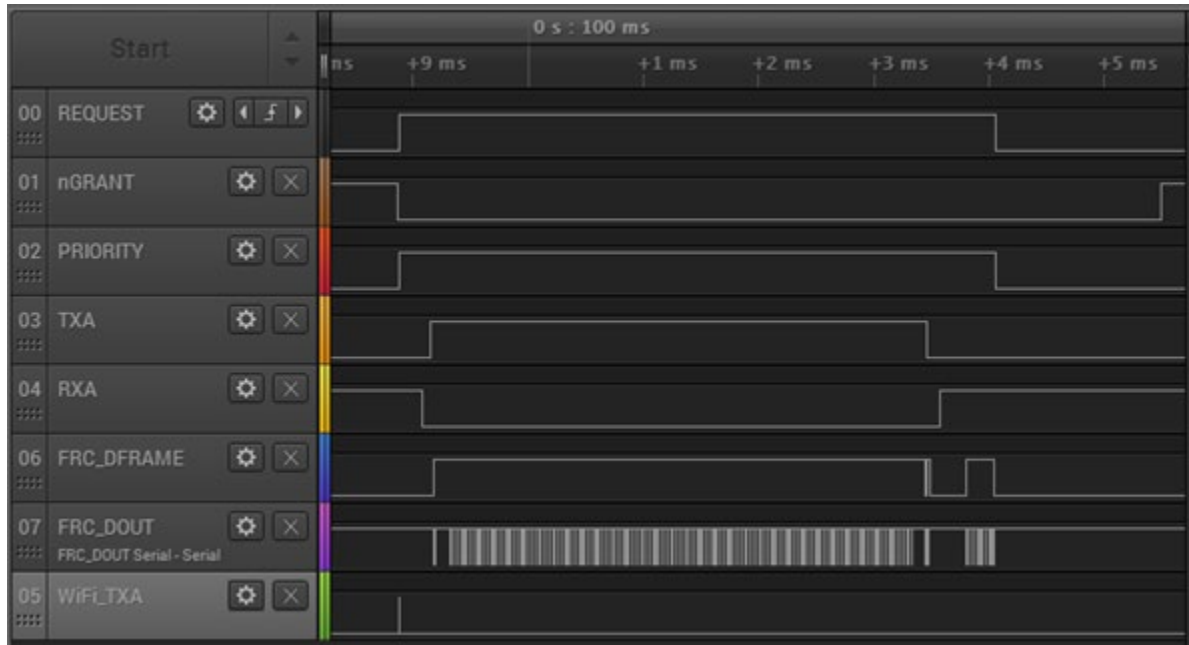 Start
0 s : 100 ms
ns +9 ms +1 ms +2 ms +3 ms +4 ms +5 ms
00 REQUEST
01 nGRANT
02 PRIORITY
03 TXA
04 RXA
06 FRC_DFRAME
07 FRC_DOUT
FRC_DOUT Serial - Serial
05 WiFi_TXA